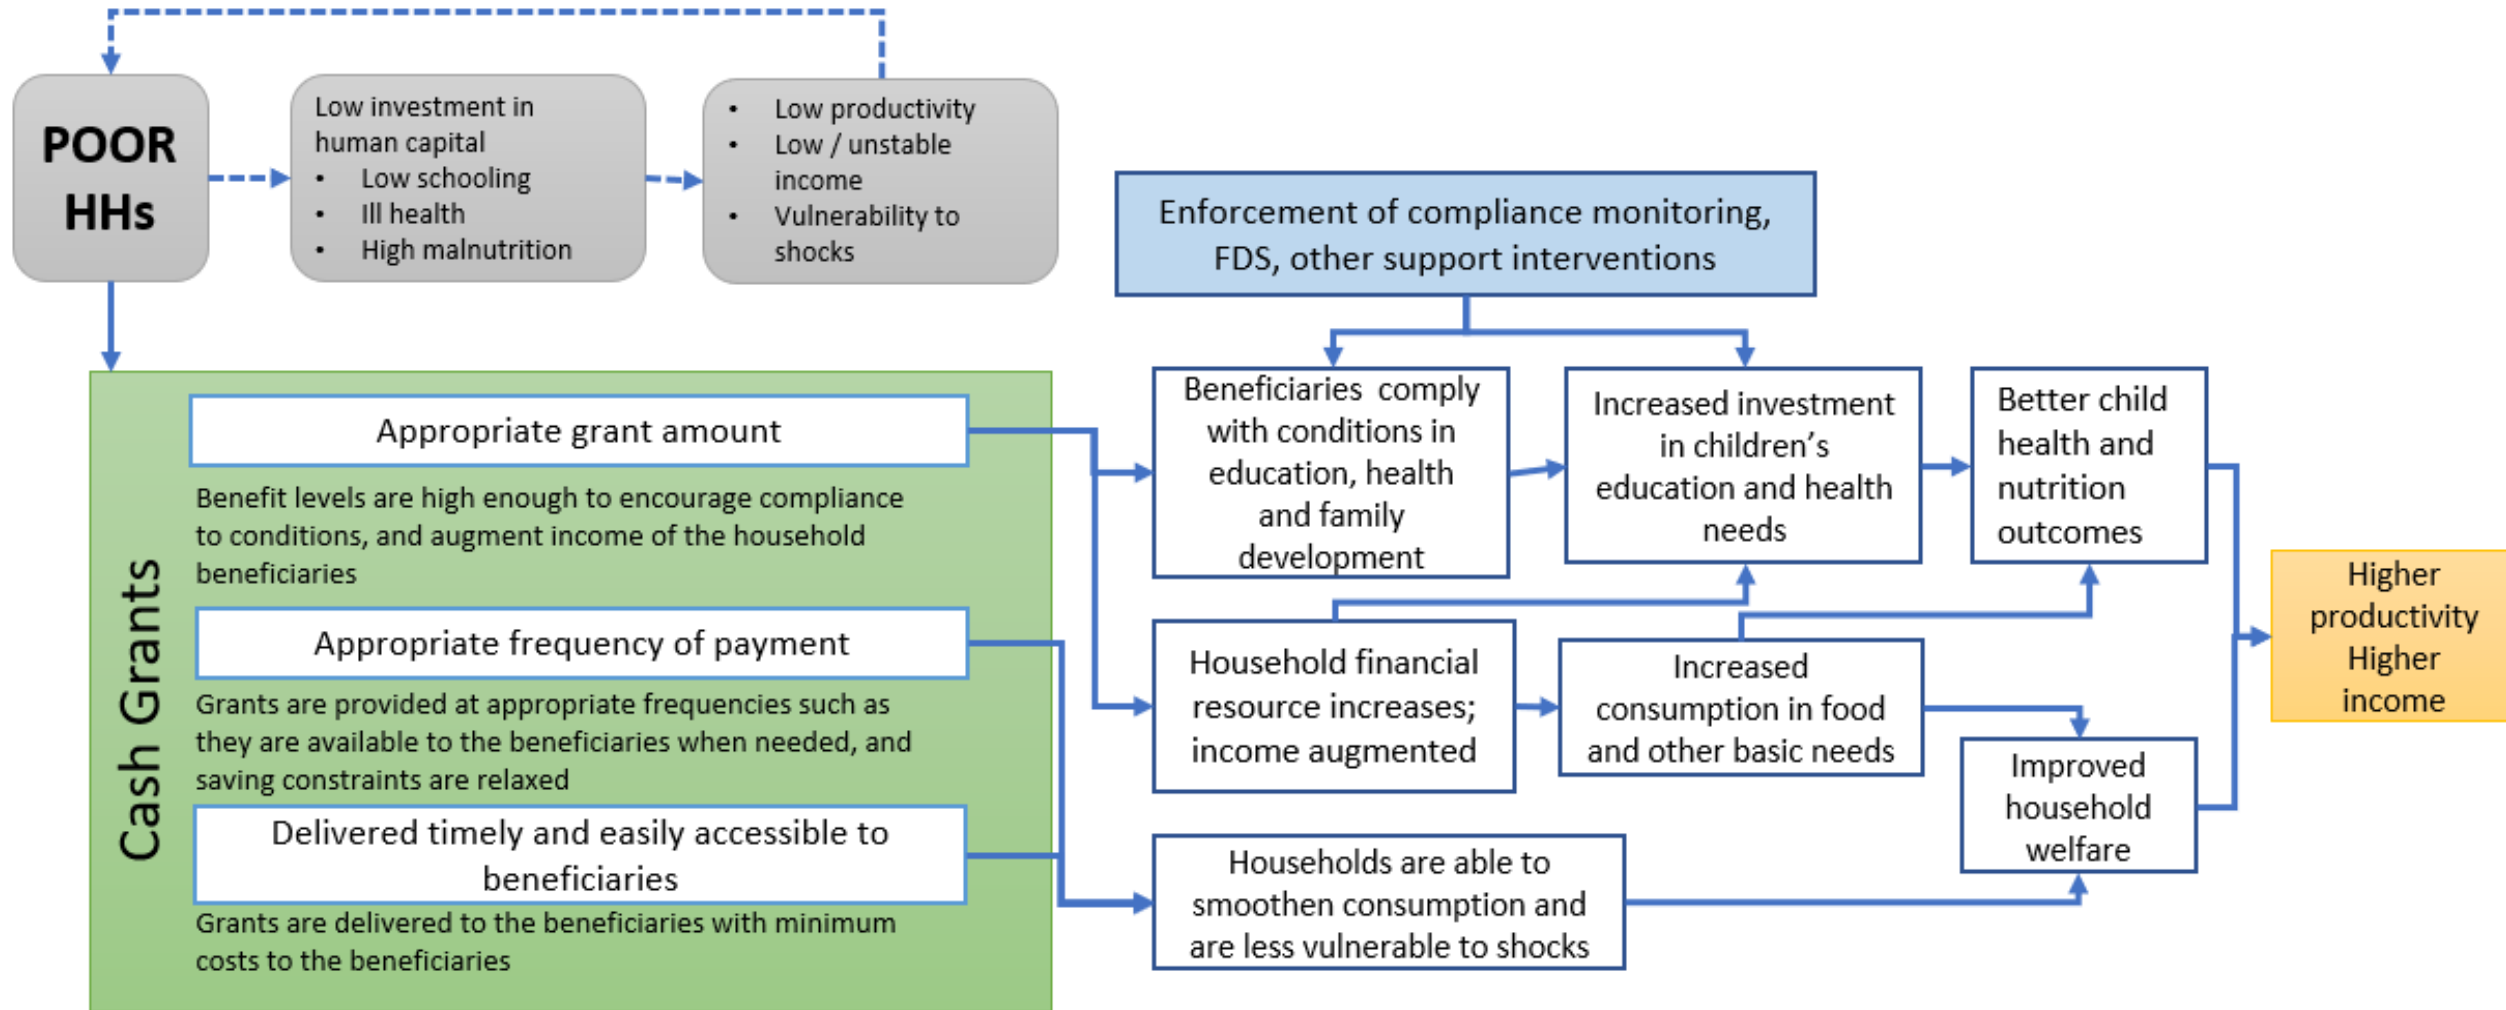 POOR
HHs
Low investment in
human capital
• Low schooling
• Ill health
• High malnutrition
• Low productivity
• Low / unstable
income
• Vulnerability to
shocks
Enforcement of compliance monitoring,
FDS, other support interventions
Cash Grants
Appropriate grant amount
Benefit levels are high enough to encourage compliance
to conditions, and augment income of the household
beneficiaries
Appropriate frequency of payment
Grants are provided at appropriate frequencies such as
they are available to the beneficiaries when needed, and
saving constraints are relaxed
Delivered timely and easily accessible to
beneficiaries
Grants are delivered to the beneficiaries with minimum
costs to the beneficiaries
Beneficiaries comply
with conditions in
education, health
and family
development
Increased investment
in children’s
education and health
needs
Better child
health and
nutrition
outcomes
Household financial
resource increases;
income augmented
Increased
consumption in food
and other basic needs
Improved
household
welfare
Households are able to
smoothen consumption and
are less vulnerable to shocks
Higher
productivity
Higher
income